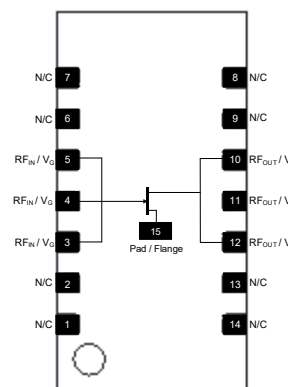 N/C 7 8 N/C
N/C 6 9 N/C
RFIN / VG 5 10 RFOUT / V
RFIN / VG 4 11 RFOUT / V
RFIN / VG 3 12 RFOUT / V
15
Pad / Flange
N/C 2 13 N/C
N/C 1 14 N/C